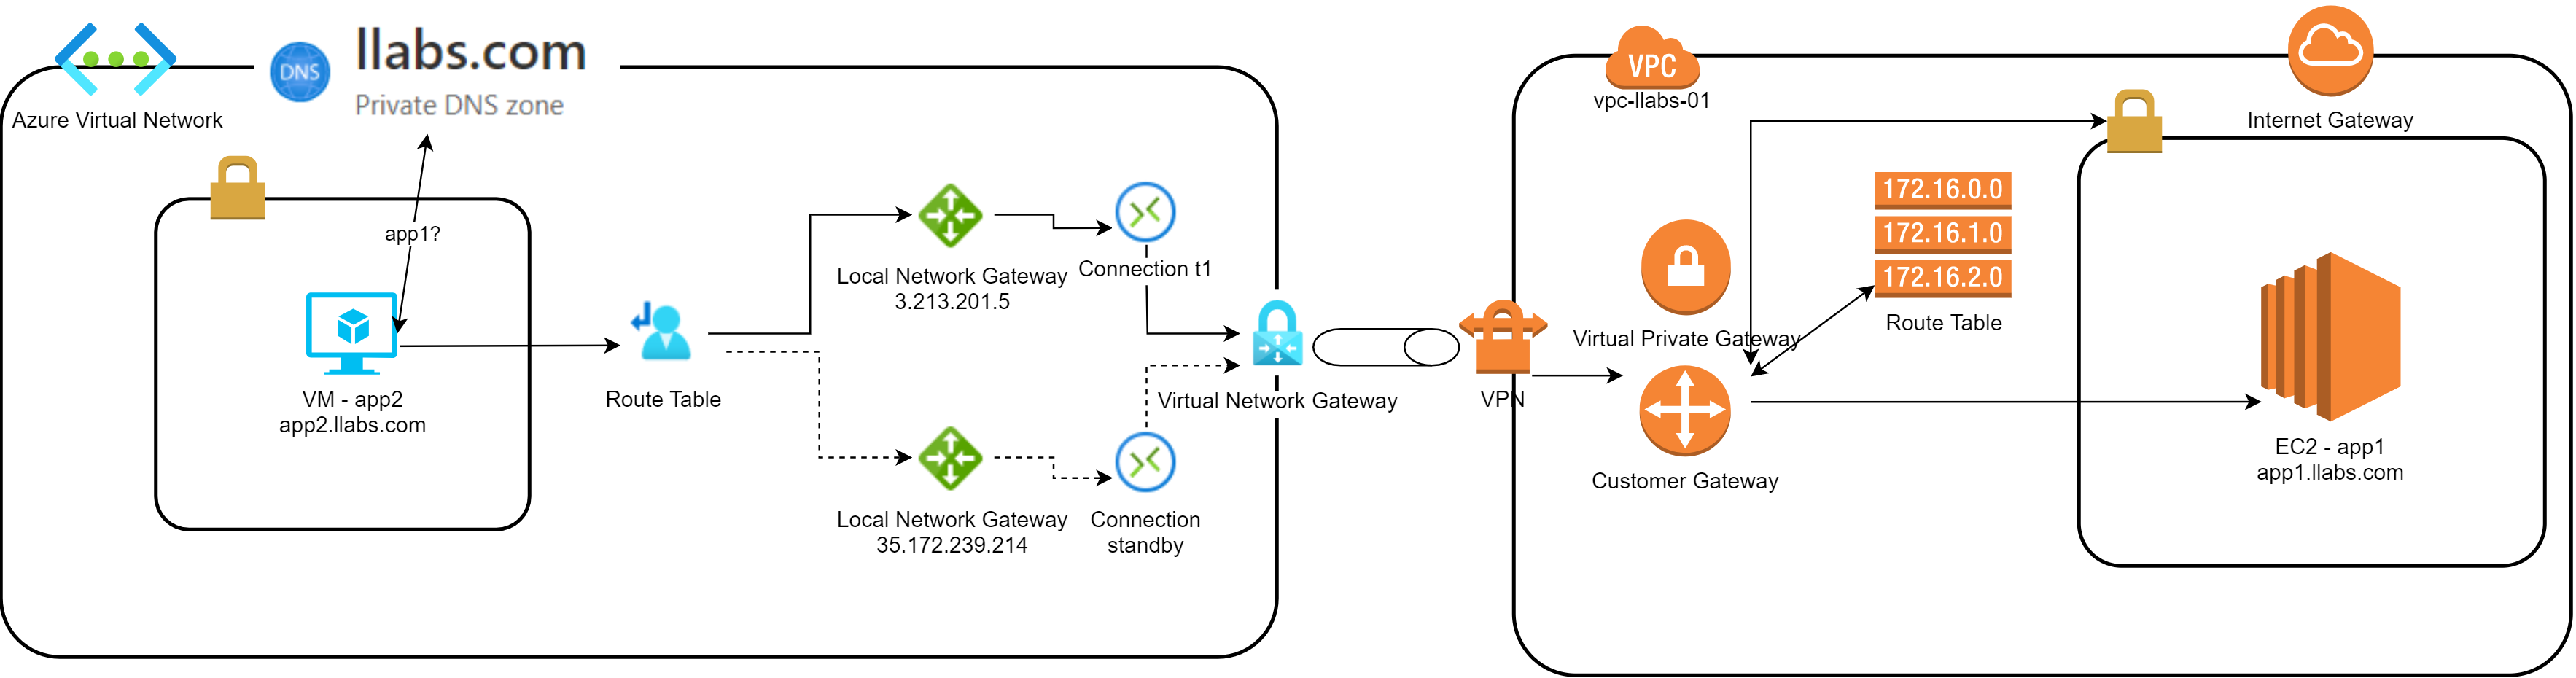 llabs.com
Private DNS zone
DNS
Azure Virtual Network
app1?
VM - app2
app2.llabs.com
Route Table
Local Network Gateway
3.213.201.5
Connection t1
Local Network Gateway
35.172.239.214
Connection
standby
Virtual Network Gateway
VPN
VPC
vpc-llabs-01
Internet Gateway
172.16.0.0
172.16.1.0
172.16.2.0
Route Table
Virtual Private Gateway
Customer Gateway
EC2 - app1
app1.llabs.com